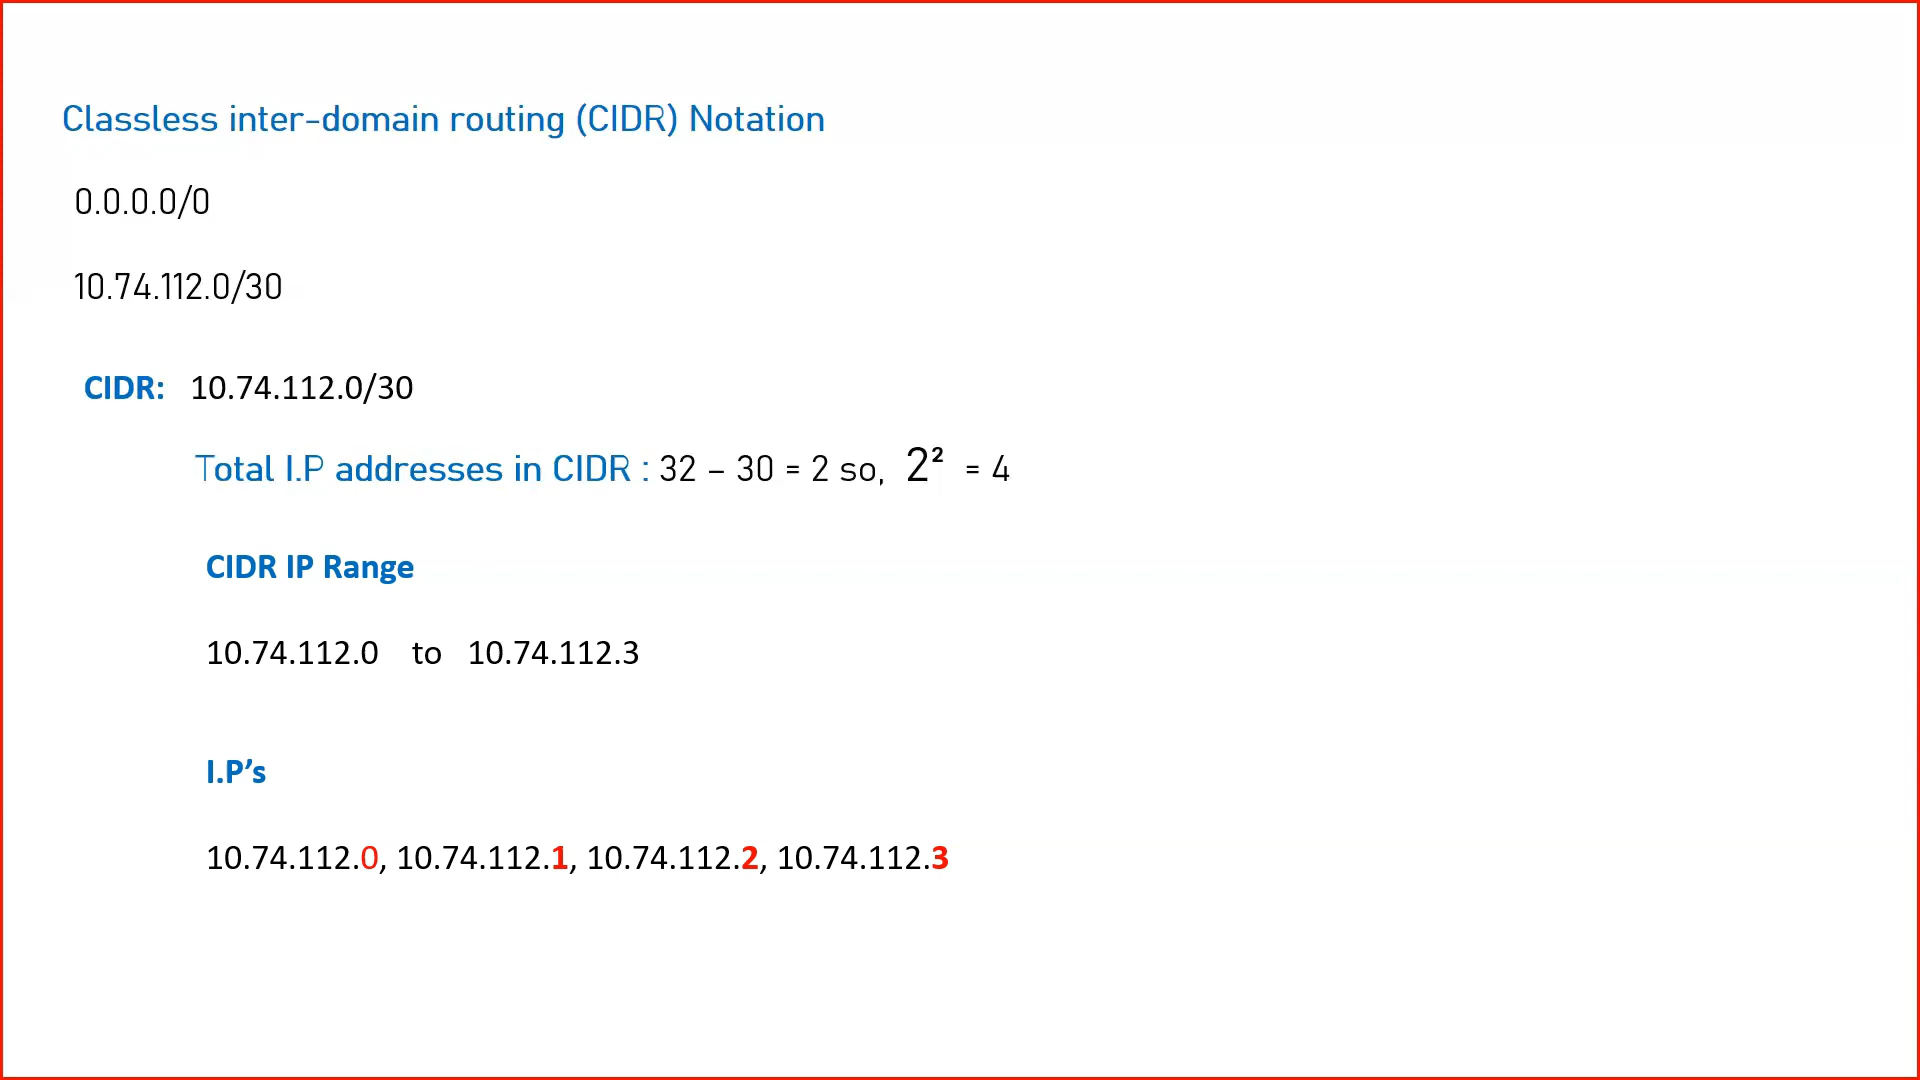 Classless inter-domain routing (CIDR) Notation
0.0.0.0/0
10.74.112.0/30
CIDR: 10.74.112.0/30
Total I.P addresses in CIDR : 32 – 30 = 2 so, 2² = 4
CIDR IP Range
10.74.112.0 to 10.74.112.3
I.P’s
10.74.112.0, 10.74.112.1, 10.74.112.2, 10.74.112.3